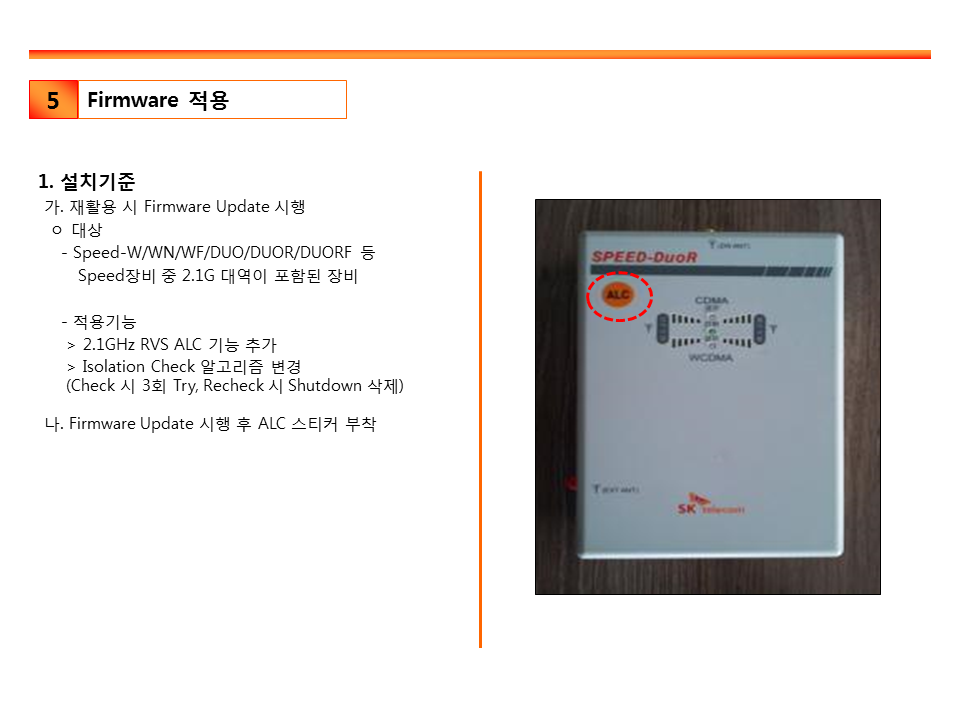 5
Firmware 적용
1. 설치기준
가. 재활용 시 Firmware Update 시행
ㅇ 대상
- Speed-W/WN/WF/DUO/DUOR/DUORF 등
Speed장비 중 2.1G 대역이 포함된 장비
- 적용기능
> 2.1GHz RVS ALC 기능 추가
> Isolation Check 알고리즘 변경
(Check 시 3회 Try, Recheck 시 Shutdown 삭제)
나. Firmware Update 시행 후 ALC 스티커 부착
SPEED-DuoR
ALC
CDMA
WCDMA
(EXT ANT)
SK telecom